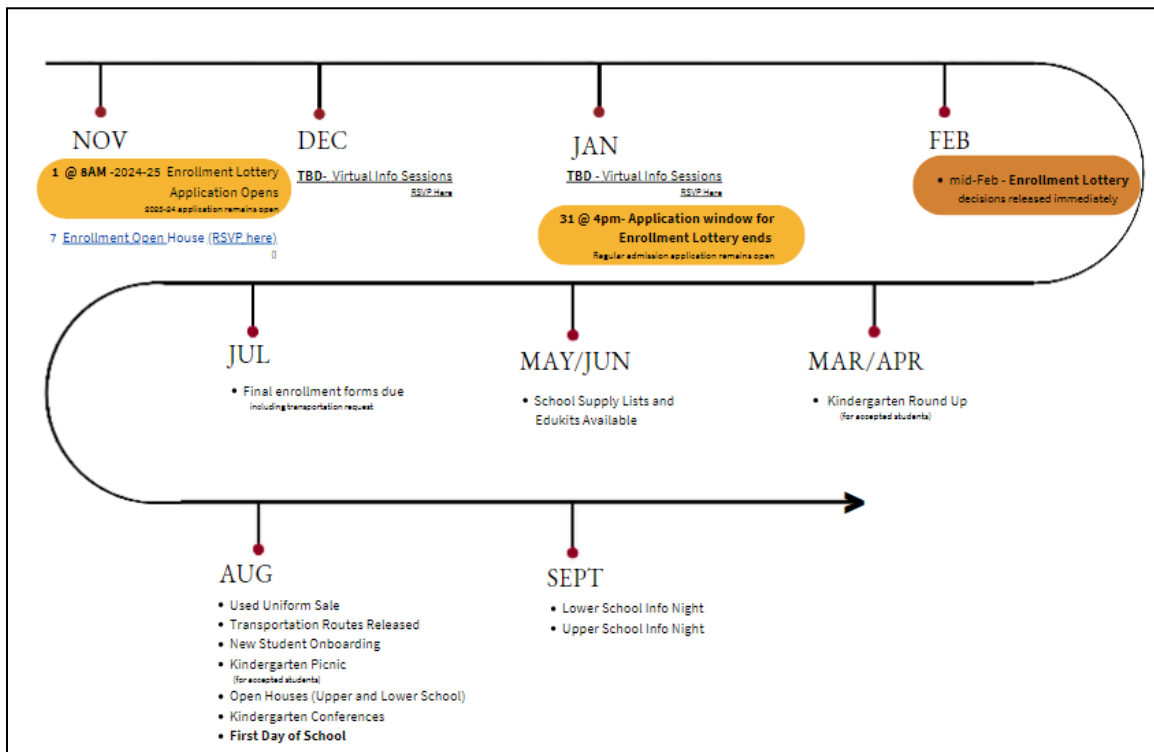 NOV
1 @ 8AM -2024-25 Enrollment Lottery
Application Opens
2023-24 application remains open
7 Enrollment Open House (RSVP here)
DEC
TBD- Virtual Info Sessions
RSVP Here
JAN
TBD - Virtual Info Sessions
RSVP Here
31 @ 4pm- Application window for
Enrollment Lottery ends
Regular admission application remains open
FEB
• mid-Feb - Enrollment Lottery
decisions released immediately
JUL
• Final enrollment forms due
including transportation request
MAY/JUN
• School Supply Lists and
Edukits Available
MAR/APR
• Kindergarten Round Up
(for accepted students)
AUG
• Used Uniform Sale
• Transportation Routes Released
• New Student Onboarding
• Kindergarten Picnic
(for accepted students)
• Open Houses (Upper and Lower School)
• Kindergarten Conferences
• First Day of School
SEPT
• Lower School Info Night
• Upper School Info Night